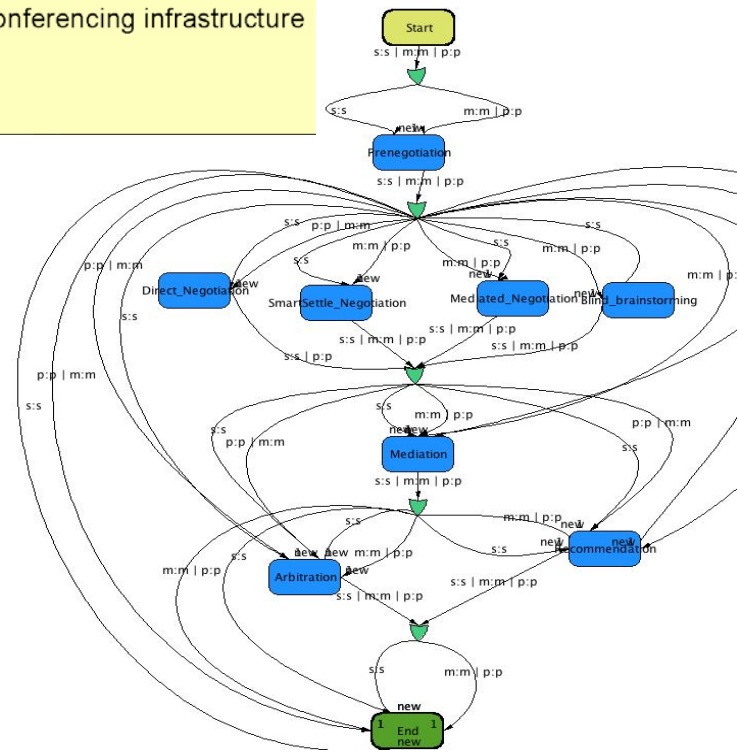 onferencing infrastructure
Start
s:s | m:m | p:p
s:s
m:m | p:p
new
Prenegotiation
s:s | m:m | p:p
s:s
p:p | m:m
s:s
m:m | p:p
s:s
m:m | p:p
p:p | m:m
s:s
m:m | p:p
new
m:m | p:
Direct_Negotiation
new
SmartSettle_Negotiation
new
Mediated_Negotiation
new
Blind_brainstorming
s:s
s:s | m:m | p:p
s:s | m:m | p:p
s:s | m:m | p:p
s:s | p:p
p:p | m:m
s:s
s:s
m:m | p:p
p:p | m:m
s:s
p:p | m:m
s:s
new
Mediation
s:s | m:m | p:p
s:s
m:m | p:p
new
m:m | p:p
s:s
new
new
m:m | p:p
s:s
new
Recommendation
new
m:m | p:p
s:s
Arbitration
new
s:s | m:m | p:p
s:s | m:m | p:p
s:s
m:m | p:p
new
1
End
1
new